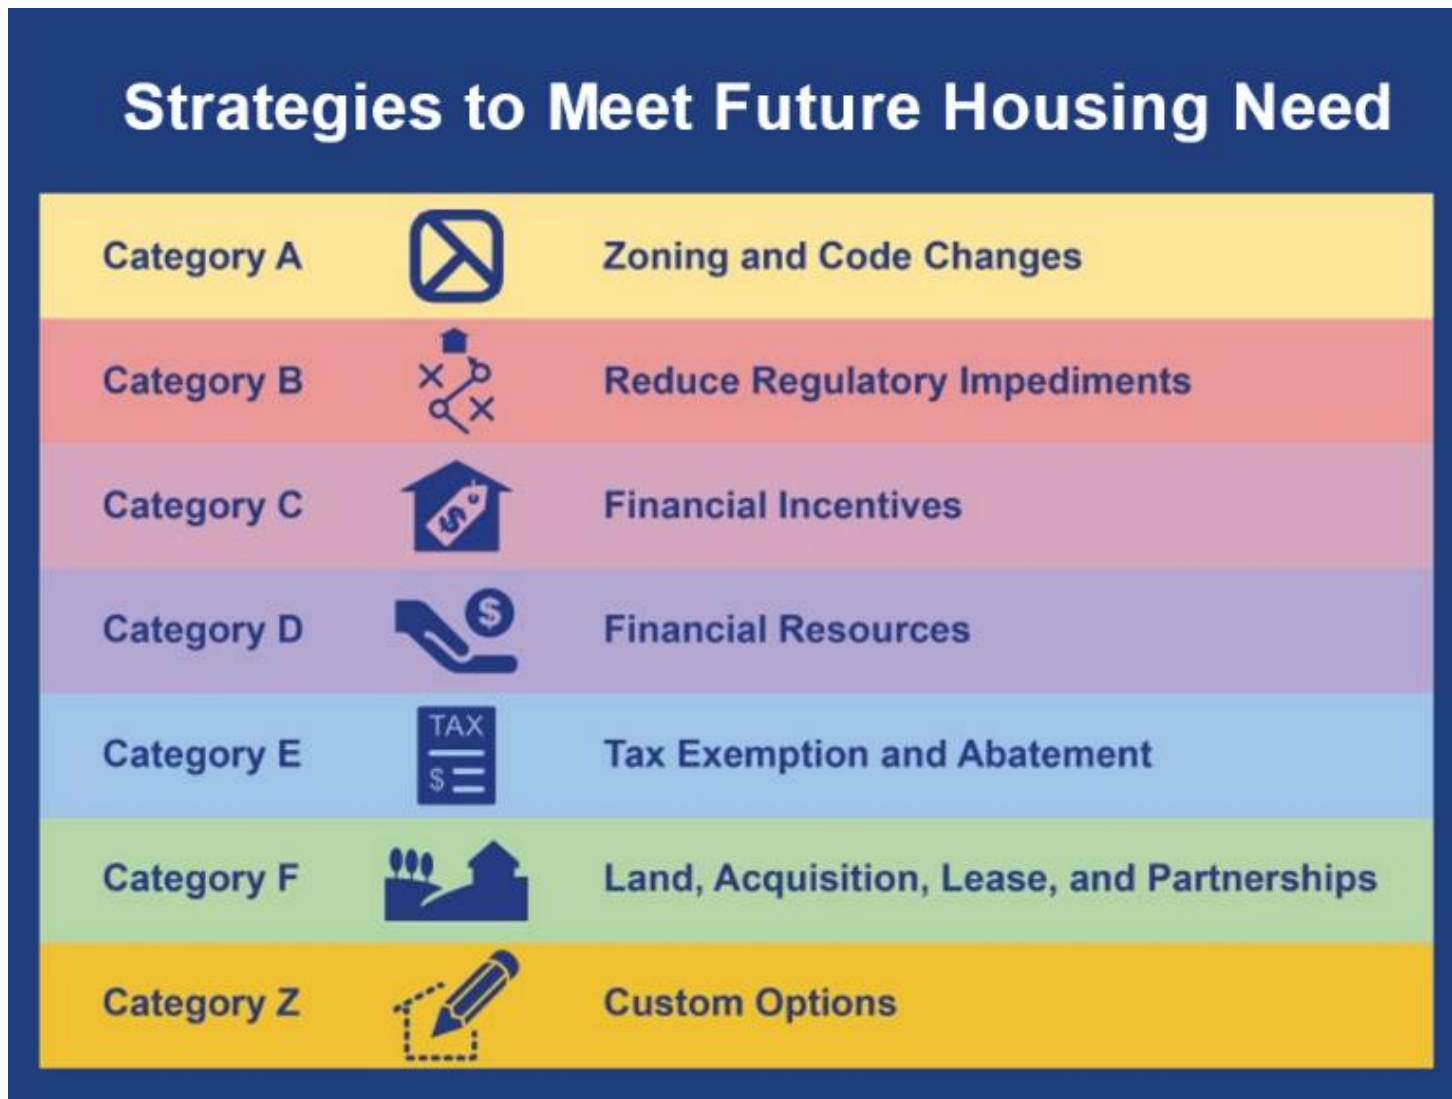 Strategies to Meet Future Housing Need
Category A Zoning and Code Changes
Category B Reduce Regulatory Impediments
Category C $ Financial Incentives
Category D $ Financial Resources
Category E TAX $ Tax Exemption and Abatement
Category F Land, Acquisition, Lease, and Partnerships
Category Z Custom Options